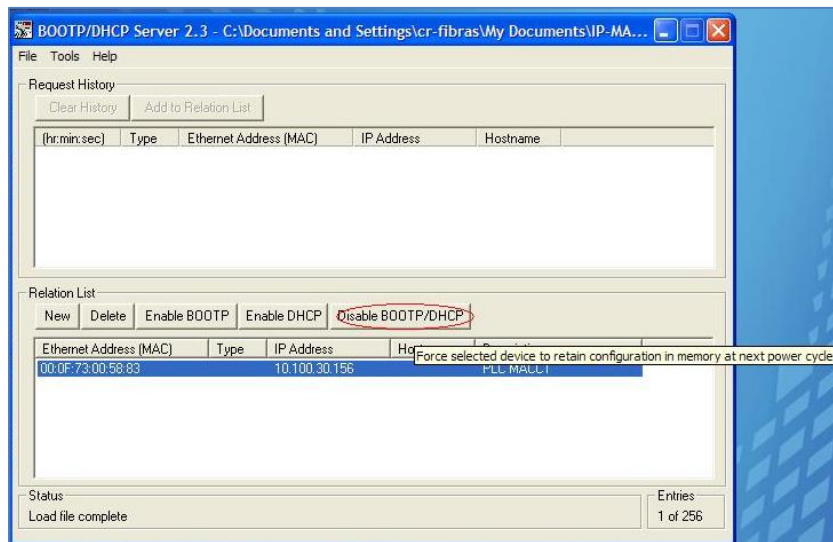 BOOTP/DHCP Server 2.3 - C:\Documents and Settings\cr-fibras\My Documents\IP-MA...
File Tools Help
Request History
Clear History Add to Relation List
(hr:min:sec) Type Ethernet Address (MAC) IP Address Hostname
Relation List
New Delete Enable BOOTP Enable DHCP Disable BOOTP/DHCP
Ethernet Address (MAC) Type IP Address
Force selected device to retain configuration in memory at next power cycle
00:0F:73:00:58:83 10.100.30.156 PLC MACCT
Status
Load file complete
Entries
1 of 256